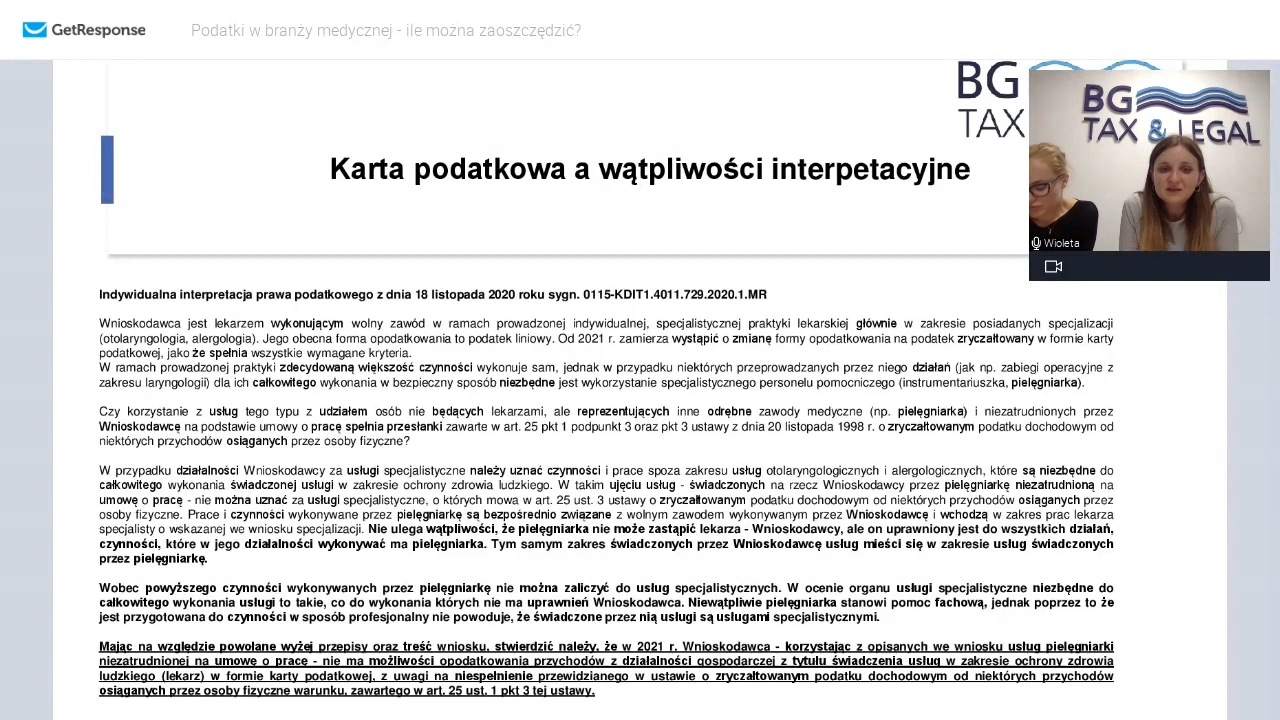 GetResponse
Podatki w branży medycznej - ile można zaoszczędzić?
BG
TAX
BG
TAX & LEGAL
Wioleta
Karta podatkowa a wątpliwości interpetacyjne
Indywidualna interpretacja prawa podatkowego z dnia 18 listopada 2020 roku sygn. 0115-KDIT1.4011.729.2020.1.MR
Wnioskodawca jest lekarzem wykonującym wolny zawód w ramach prowadzonej indywidualnej, specjalistycznej praktyki lekarskiej głównie w zakresie posiadanych specjalizacji
(otolaryngologia, alergologia). Jego obecna forma opodatkowania to podatek liniowy. Od 2021 r. zamierza wystąpić o zmianę formy opodatkowania na podatek zryczałtowany w formie karty
podatkowej, jako że spełnia wszystkie wymagane kryteria.
W ramach prowadzonej praktyki zdecydowaną większość czynności wykonuje sam, jednak w przypadku niektórych przeprowadzanych przez niego działań (jak np. zabiegi operacyjne z
zakresu laryngologii) dla ich całkowitego wykonania w bezpieczny sposób niezbędne jest wykorzystanie specjalistycznego personelu pomocniczego (instrumentariuszka, pielęgniarka).
Czy korzystanie z usług tego typu z udziałem osób nie będących lekarzami, ale reprezentujących inne odrębne zawody medyczne (np. pielęgniarka) i niezatrudnionych przez
Wnioskodawcę na podstawie umowy o pracę spełnia przesłanki zawarte w art. 25 pkt 1 podpunkt 3 oraz pkt 3 ustawy z dnia 20 listopada 1998 r. o zryczałtowanym podatku dochodowym od
niektórych przychodów osiąganych przez osoby fizyczne?
W przypadku działalności Wnioskodawcy za usługi specjalistyczne należy uznać czynności i prace spoza zakresu usług otolaryngologicznych i alergologicznych, które są niezbędne do
całkowitego wykonania świadczonej usługi w zakresie ochrony zdrowia ludzkiego. W takim ujęciu usług - świadczonych na rzecz Wnioskodawcy przez pielęgniarkę niezatrudnioną na
umowę o pracę - nie można uznać za usługi specjalistyczne, o których mowa w art. 25 ust. 3 ustawy o zryczałtowanym podatku dochodowym od niektórych przychodów osiąganych przez
osoby fizyczne. Prace i czynności wykonywane przez pielęgniarkę są bezpośrednio związane z wolnym zawodem wykonywanym przez Wnioskodawcę i wchodzą w zakres prac lekarza
specjalisty o wskazanej we wniosku specjalizacji. Nie ulega wątpliwości, że pielęgniarka nie może zastąpić lekarza - Wnioskodawcy, ale on uprawniony jest do wszystkich działań,
czynności, które w jego działalności wykonywać ma pielęgniarka. Tym samym zakres świadczonych przez Wnioskodawcę usług mieści się w zakresie usług świadczonych
przez pielęgniarkę.
Wobec powyższego czynności wykonywanych przez pielęgniarkę nie można zaliczyć do usług specjalistycznych. W ocenie organu usługi specjalistyczne niezbędne do
całkowitego wykonania usługi to takie, co do wykonania których nie ma uprawnień Wnioskodawca. Niewątpliwie pielęgniarka stanowi pomoc fachową, jednak poprzez to że
jest przygotowana do czynności w sposób profesjonalny nie powoduje, że świadczone przez nią usługi są usługami specjalistycznymi.
Mając na względzie powołane wyżej przepisy oraz treść wniosku, stwierdzić należy, że w 2021 r. Wnioskodawca - korzystając z opisanych we wniosku usług pielęgniarki
niezatrudnionej na umowę o pracę - nie ma możliwości opodatkowania przychodów z działalności gospodarczej z tytułu świadczenia usług w zakresie ochrony zdrowia
ludzkiego (lekarz) w formie karty podatkowej, z uwagi na niespełnienie przewidzianego w ustawie o zryczałtowanym podatku dochodowym od niektórych przychodów
osiąganych przez osoby fizyczne warunku, zawartego w art. 25 ust. 1 pkt 3 tej ustawy.